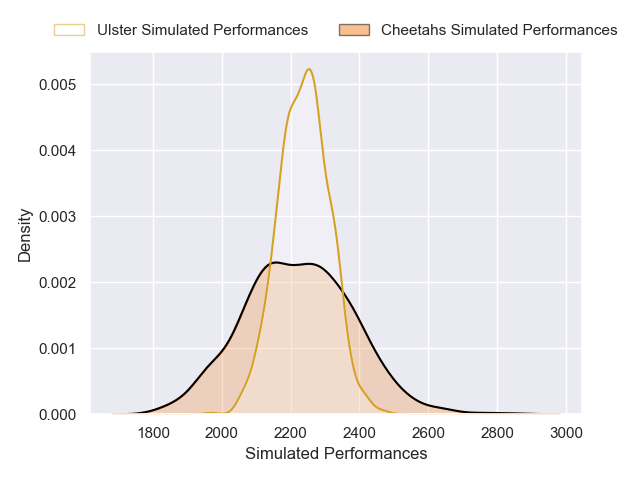 Ulster Simulated Performances
Cheetahs Simulated Performances
0.005
0.004
0.003
0.002
0.001
0.000
Density
1800 2000 2200 2400 2600 2800 3000
Simulated Performances